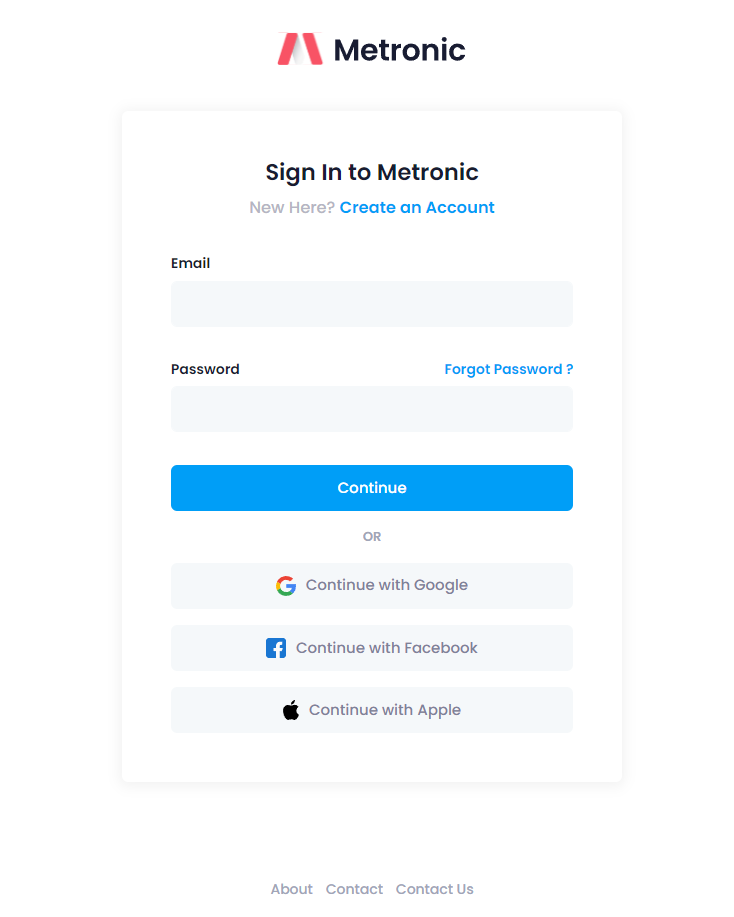 Metronic
Sign In to Metronic
New Here? Create an Account
Email
Password Forgot Password ?
Continue
OR
Continue with Google
Continue with Facebook
Continue with Apple
About Contact Contact Us